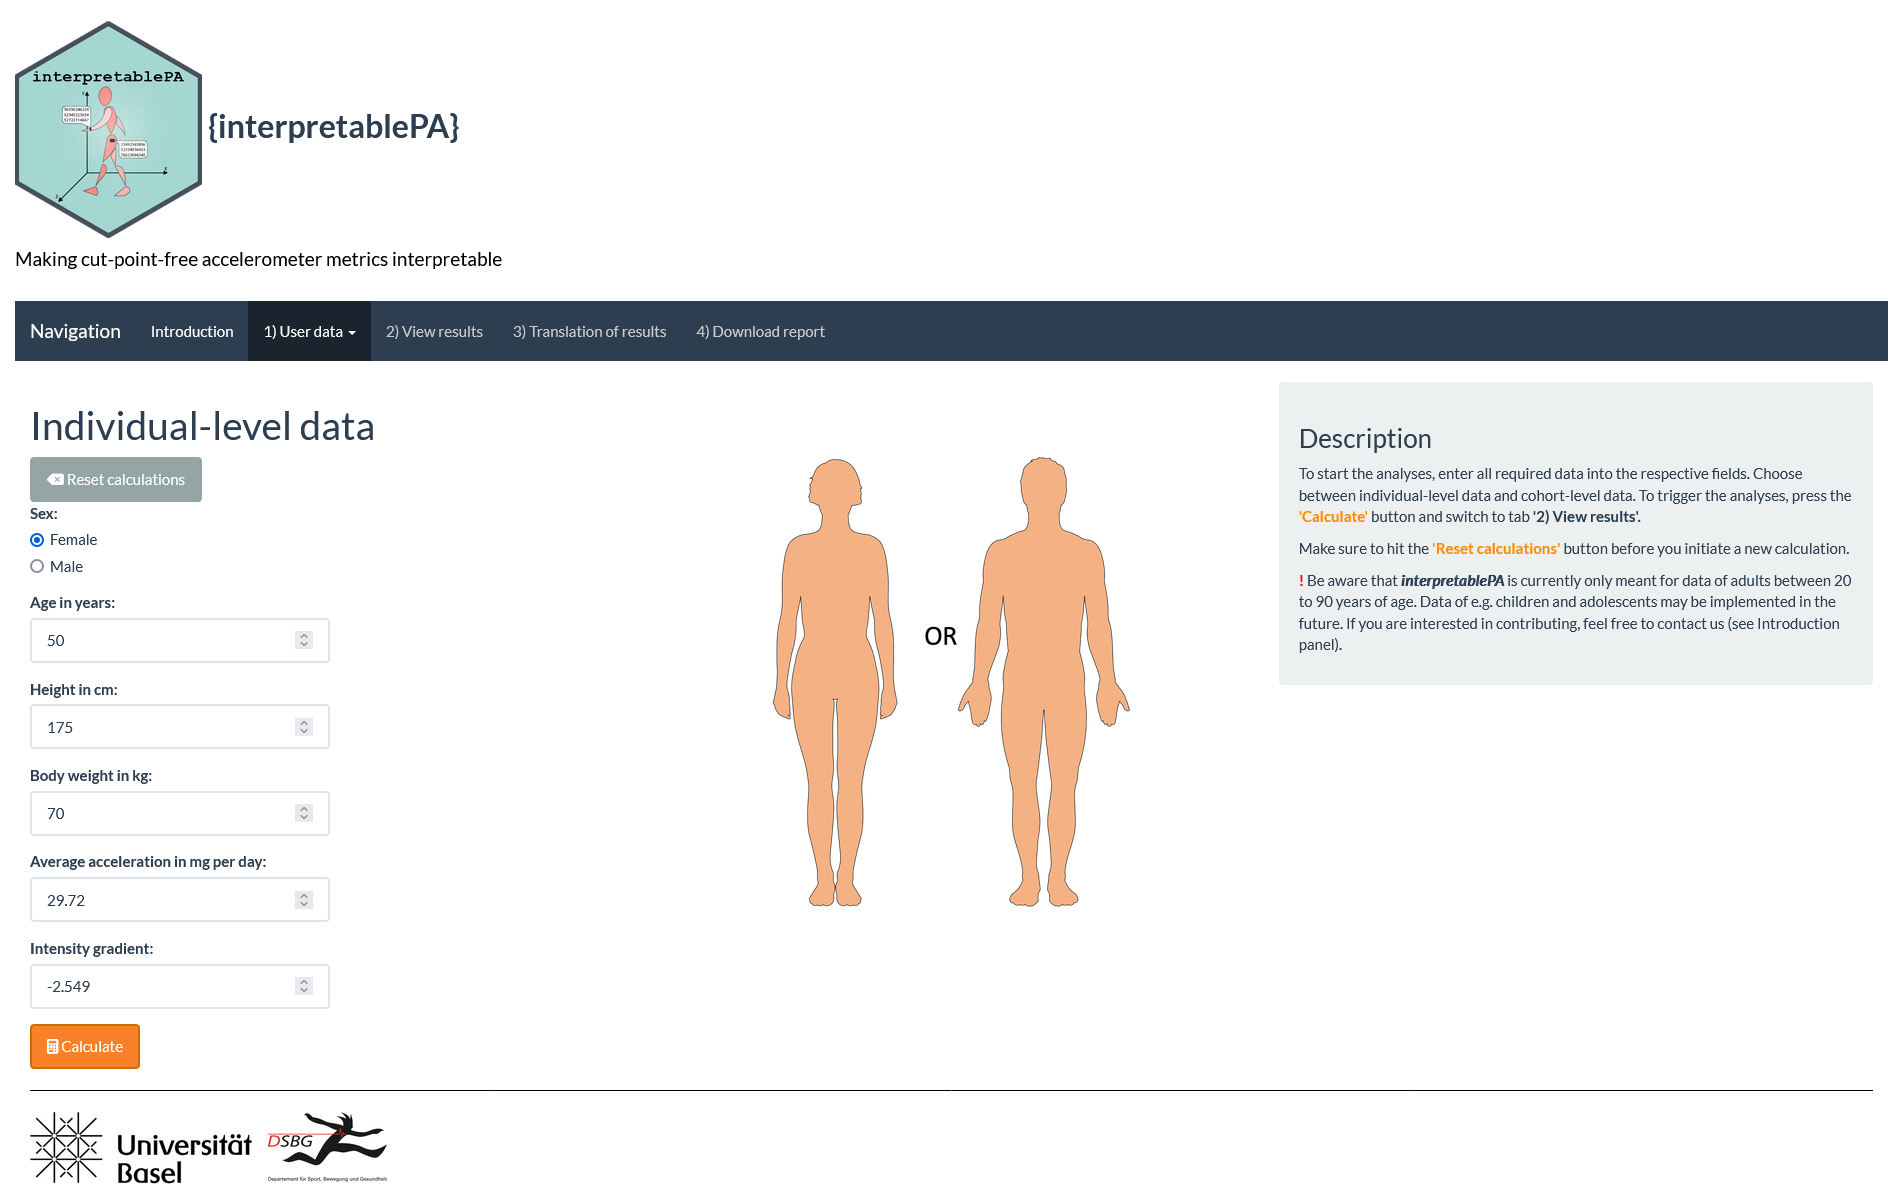 interpretablePA
{interpretablePA}
Making cut-point-free accelerometer metrics interpretable
Navigation Introduction 1) User data 2) View results 3) Translation of results 4) Download report
Individual-level data
Reset calculations
Sex:
Female
Male
Age in years:
50
Height in cm:
175
Body weight in kg:
70
Average acceleration in mg per day:
29.72
Intensity gradient:
-2.549
Calculate
OR
Description
To start the analyses, enter all required data into the respective fields. Choose
between individual-level data and cohort-level data. To trigger the analyses, press the
'Calculate' button and switch to tab '2) View results'.
Make sure to hit the 'Reset calculations' button before you initiate a new calculation.
! Be aware that interpretablePA is currently only meant for data of adults between 20
to 90 years of age. Data of e.g. children and adolescents may be implemented in the
future. If you are interested in contributing, feel free to contact us (see Introduction
panel).
Universität
Basel
DSBG
Departement für Sport, Bewegung und Gesundheit